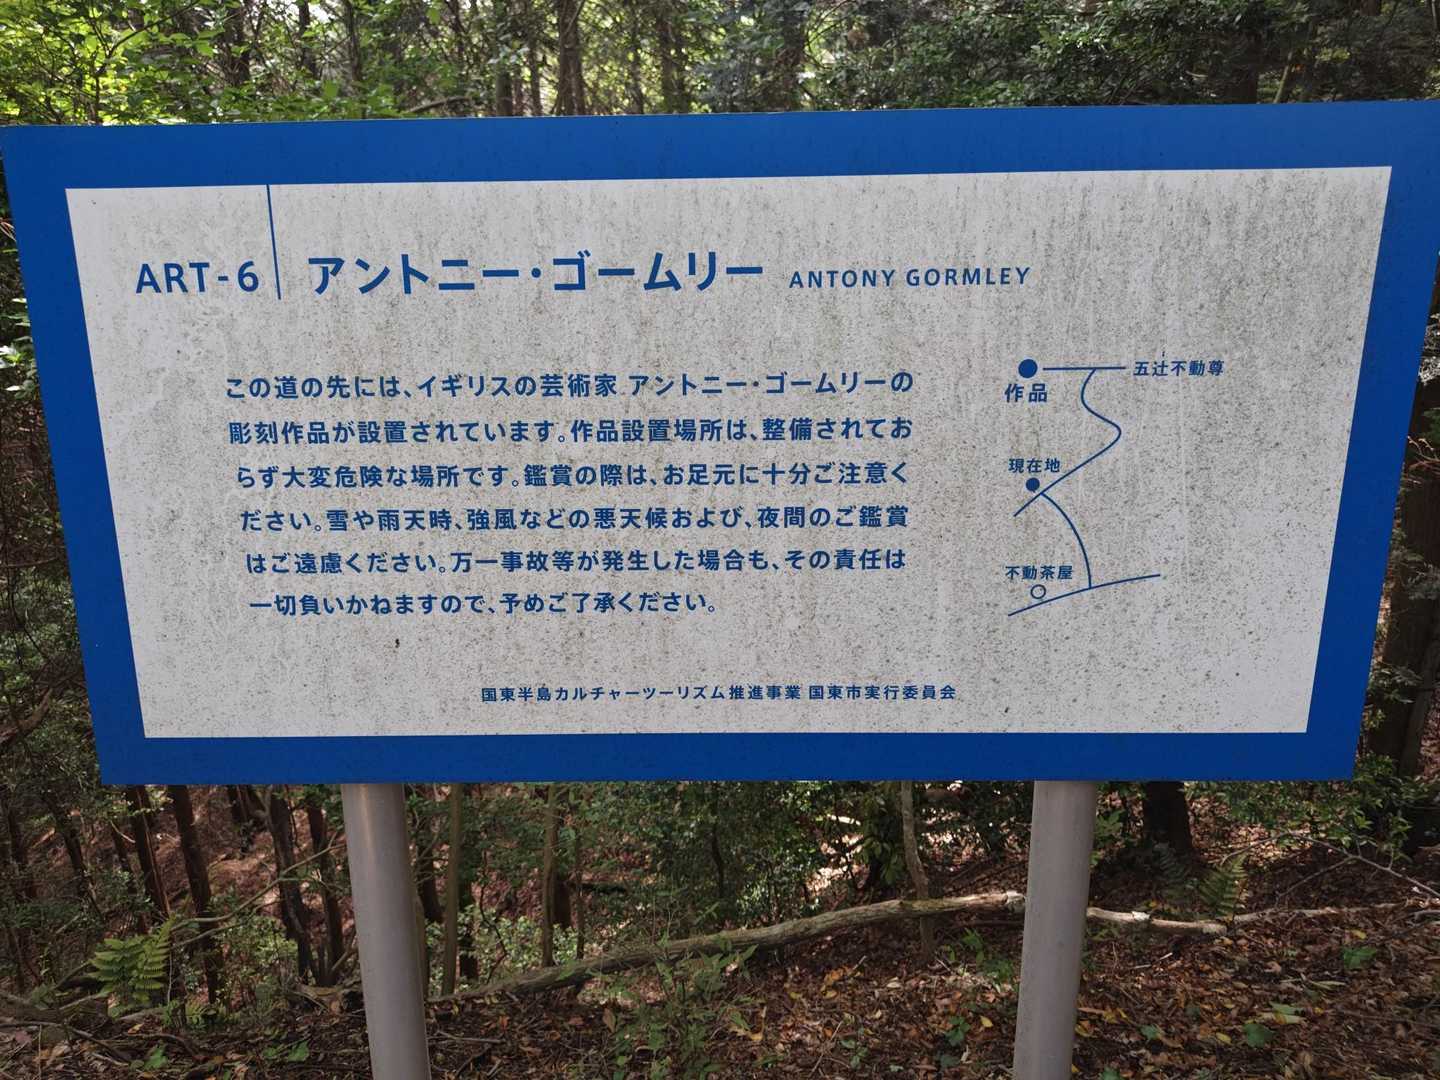 ART-6 アントニー・ゴームリー ANTONY GORMLEY
この道の先には、イギリスの芸術家 アントニー・ゴームリーの
彫刻作品が設置されています。作品設置場所は、整備されてお
らず大変危険な場所です。鑑賞の際は、お足元に十分ご注意く
ださい。雪や雨天時、強風などの悪天候および、夜間のご鑑賞
はご遠慮ください。万一事故等が発生した場合も、その責任は
一切負いかねますので、予めご了承ください。
五辻不動尊
作品
現在地
不動茶屋
国東半島カルチャーツーリズム推進事業 国東市実行委員会